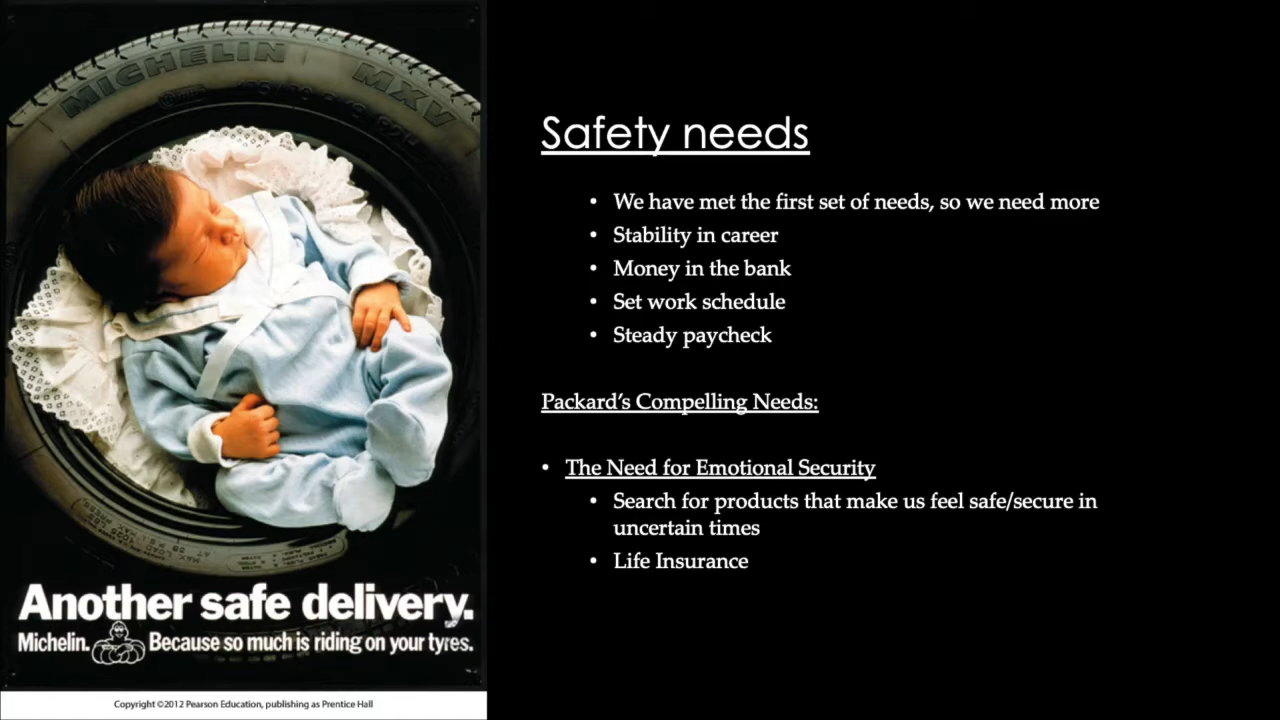 MICHELIN MXV
Another safe delivery.
Michelin. Because so much is riding on your tyres.
Copyright ©2012 Pearson Education, publishing as Prentice Hall
Safety needs
• We have met the first set of needs, so we need more
• Stability in career
• Money in the bank
• Set work schedule
• Steady paycheck
Packard's Compelling Needs:
• The Need for Emotional Security
• Search for products that make us feel safe/secure in
uncertain times
• Life Insurance